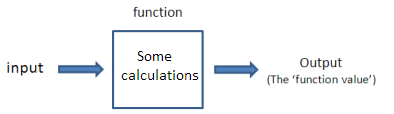 function
input
Some
calculations
Output
(The 'function value')